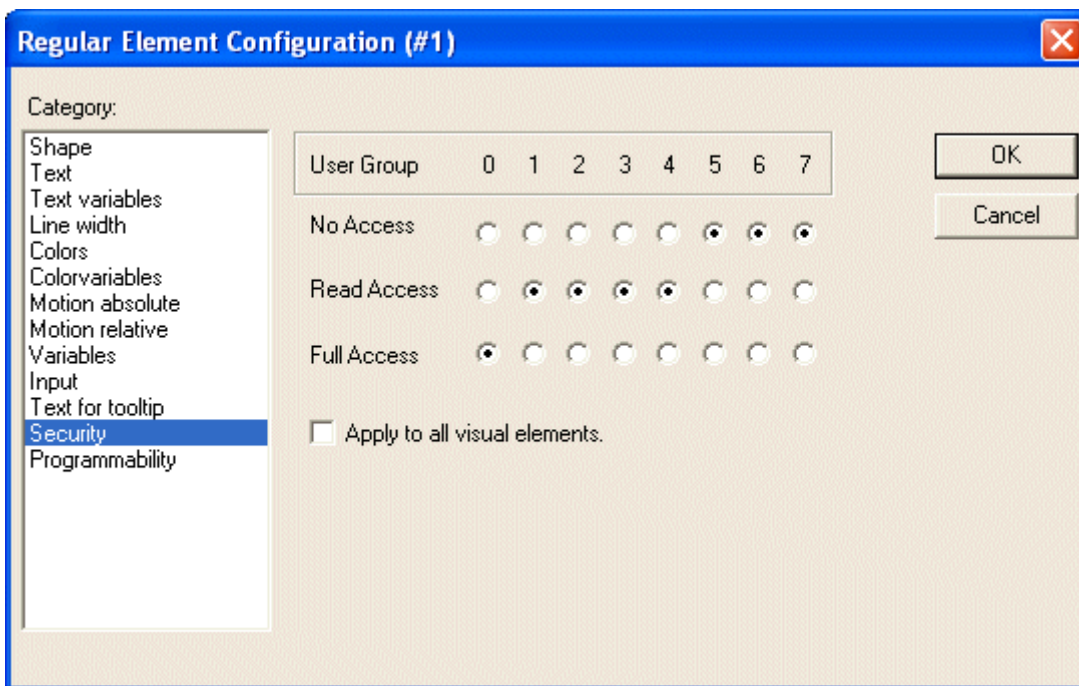 Regular Element Configuration (#1)
Category:
Shape
Text
Text variables
Line width
Colors
Colorvariables
Motion absolute
Motion relative
Variables
Input
Text for tooltip
Security
Programmability
User Group 0 1 2 3 4 5 6 7
No Access
Read Access
Full Access
Apply to all visual elements.
OK
Cancel